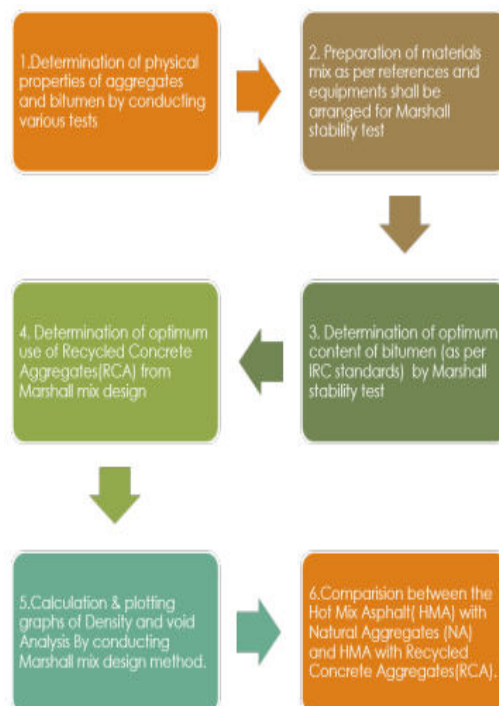 1.Determination of physical
properties of aggregates
and bitumen by conducting
various tests
2. Preparation of materials
mix as per references and
equipments shall be
arranged for Marshall
stability test
3. Determination of optimum
content of bitumen (as per
IRC standards) by Marshall
stability test
4. Determination of optimum
use of Recycled Concrete
Aggregates(RCA) from
Marshall mix design
5.Calculation & plotting
graphs of Density and void
Analysis By conducting
Marshall mix design method.
6.Comparision between the
Hot Mix Asphalt( HMA) with
Natural Aggregates (NA)
and HMA with Recycled
Concrete Aggregates(RCA).